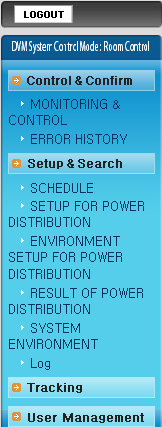 LOGOUT
DVM System Control Mode: Room Control
Control & Confirm
MONITORING &
CONTROL
ERROR HISTORY
Setup & Search
SCHEDULE
SETUP FOR POWER
DISTRIBUTION
ENVIRONMENT
SETUP FOR POWER
DISTRIBUTION
RESULT OF POWER
DISTRIBUTION
SYSTEM
ENVIRONMENT
Log
Tracking
User Management